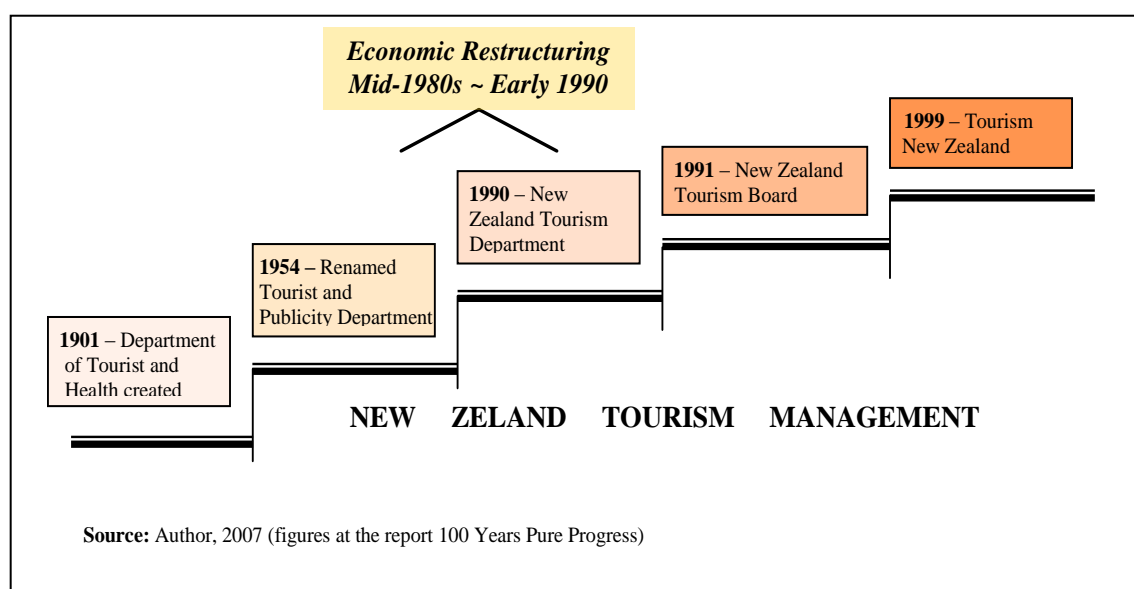 Economic Restructuring
Mid-1980s ~ Early 1990
1999 – Tourism
New Zealand
1991 – New Zealand
Tourism Board
1990 – New
Zealand Tourism
Department
1954 – Renamed
Tourist and
Publicity Department
1901 – Department
of Tourist and
Health created
NEW ZELAND TOURISM MANAGEMENT
Source: Author, 2007 (figures at the report 100 Years Pure Progress)